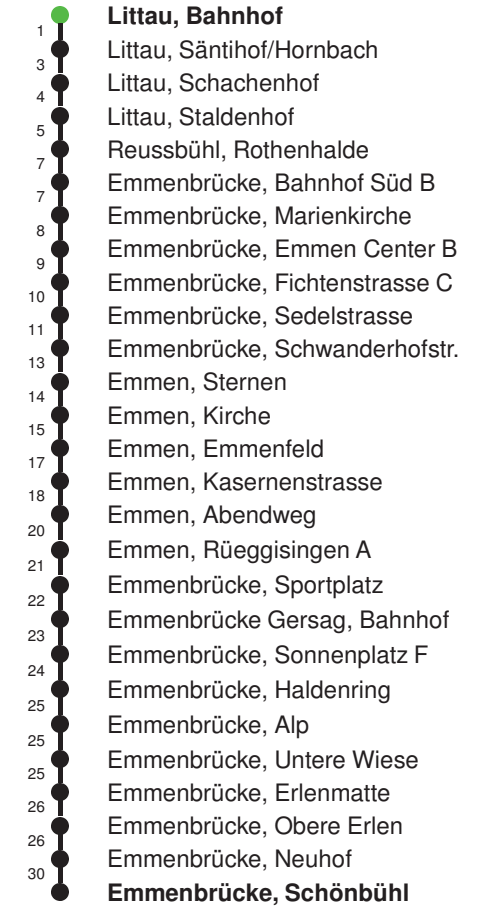 Littau, Bahnhof
1
Littau, Säntihof/Hornbach
3
Littau, Schachenhof
4
Littau, Staldenhof
5
Reussbühl, Rothenhalde
7
Emmenbrücke, Bahnhof Süd B
7
Emmenbrücke, Marienkirche
8
Emmenbrücke, Emmen Center B
9
Emmenbrücke, Fichtenstrasse C
10
Emmenbrücke, Sedelstrasse
11
Emmenbrücke, Schwanderhofstr.
13
Emmen, Sternen
14
Emmen, Kirche
15
Emmen, Emmenfeld
17
Emmen, Kasernenstrasse
18
Emmen, Abendweg
20
Emmen, Rüeggisingen A
21
Emmenbrücke, Sportplatz
22
Emmenbrücke Gersag, Bahnhof
23
Emmenbrücke, Sonnenplatz F
24
Emmenbrücke, Haldenring
25
Emmenbrücke, Alp
25
Emmenbrücke, Untere Wiese
25
Emmenbrücke, Erlenmatte
26
Emmenbrücke, Obere Erlen
26
Emmenbrücke, Neuhof
30
Emmenbrücke, Schönbühl